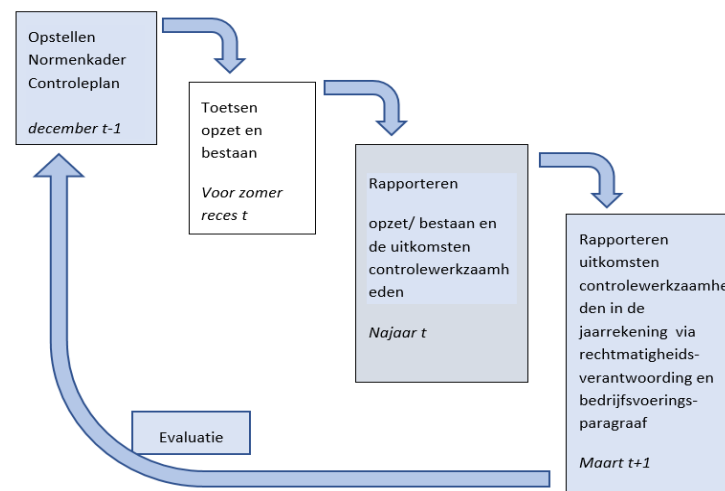 Opstellen
Normenkader
Controleplan
december t-1
Toetsen
opzet en
bestaan
Voor zomer
reces t
Rapporteren
opzet/ bestaan en
de uitkomsten
controlewerkzaamh
eden
Najaar t
Rapporteren
uitkomsten
controlewerkzaamhe
den in de
jaarrekening via
rechtmatigheids-
verantwoording en
bedrijfsvoerings-
paragraaf
Maart t+1
Evaluatie